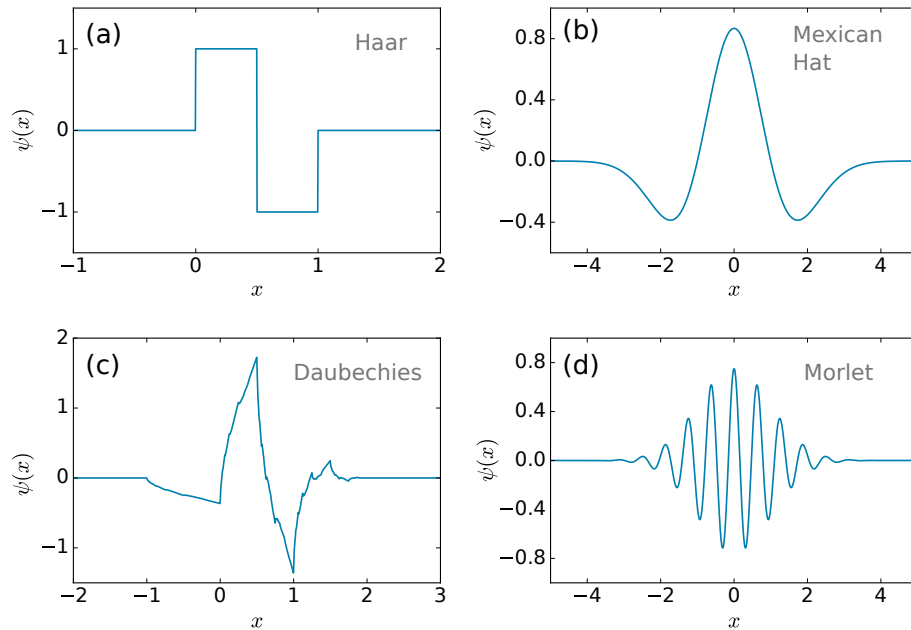 (a)
Haar
1
0
−1
ψ(x)
−1 0 1 2
x
(b)
Mexican
Hat
0.8
0.4
0.0
−0.4
ψ(x)
−4 −2 0 2 4
x
(c)
Daubechies
2
1
0
−1
ψ(x)
−2 −1 0 1 2 3
x
(d)
Morlet
0.8
0.4
0.0
−0.4
−0.8
ψ(x)
−4 −2 0 2 4
x